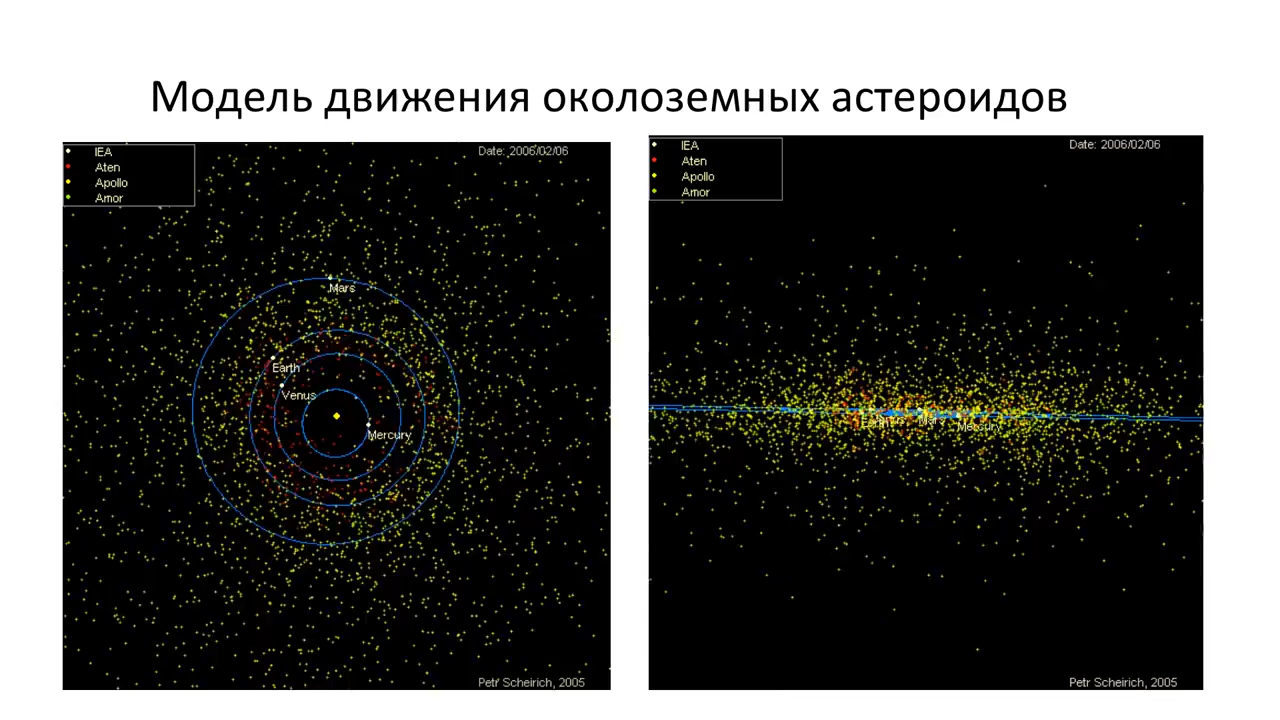 Модель движения околоземных астероидов
IEA
Aten
Apollo
Amor
Date: 2006/02/06
Mars
Earth
Venus
Mercury
Petr Scheirich, 2005
IEA
Aten
Apollo
Amor
Date: 2006/02/06
Mars
Mercury
Petr Scheirich, 2005